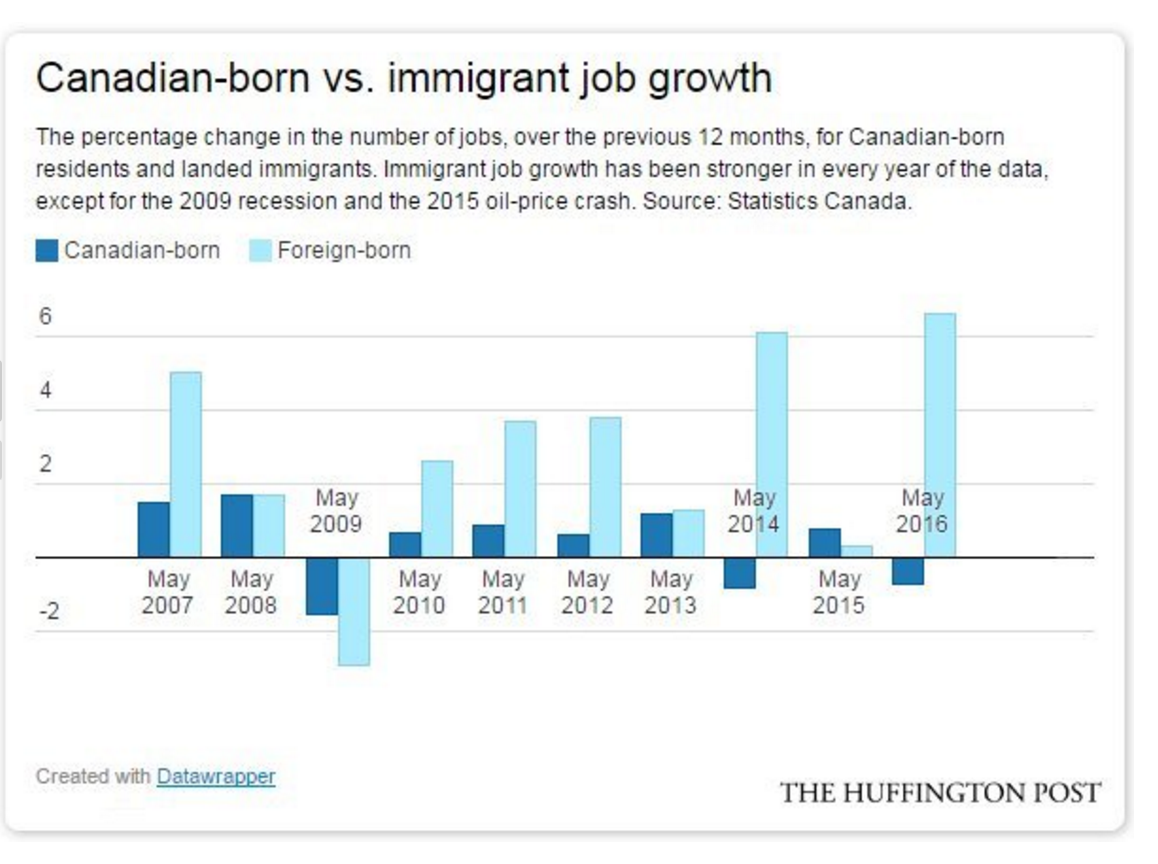 Canadian-born vs. immigrant job growth
The percentage change in the number of jobs, over the previous 12 months, for Canadian-born
residents and landed immigrants. Immigrant job growth has been stronger in every year of the data,
except for the 2009 recession and the 2015 oil-price crash. Source: Statistics Canada.
Canadian-born Foreign-born
6
4
2
-2
May
2007
May
2008
May
2009
May
2010
May
2011
May
2012
May
2013
May
2014
May
2015
May
2016
Created with Datawrapper
THE HUFFINGTON POST